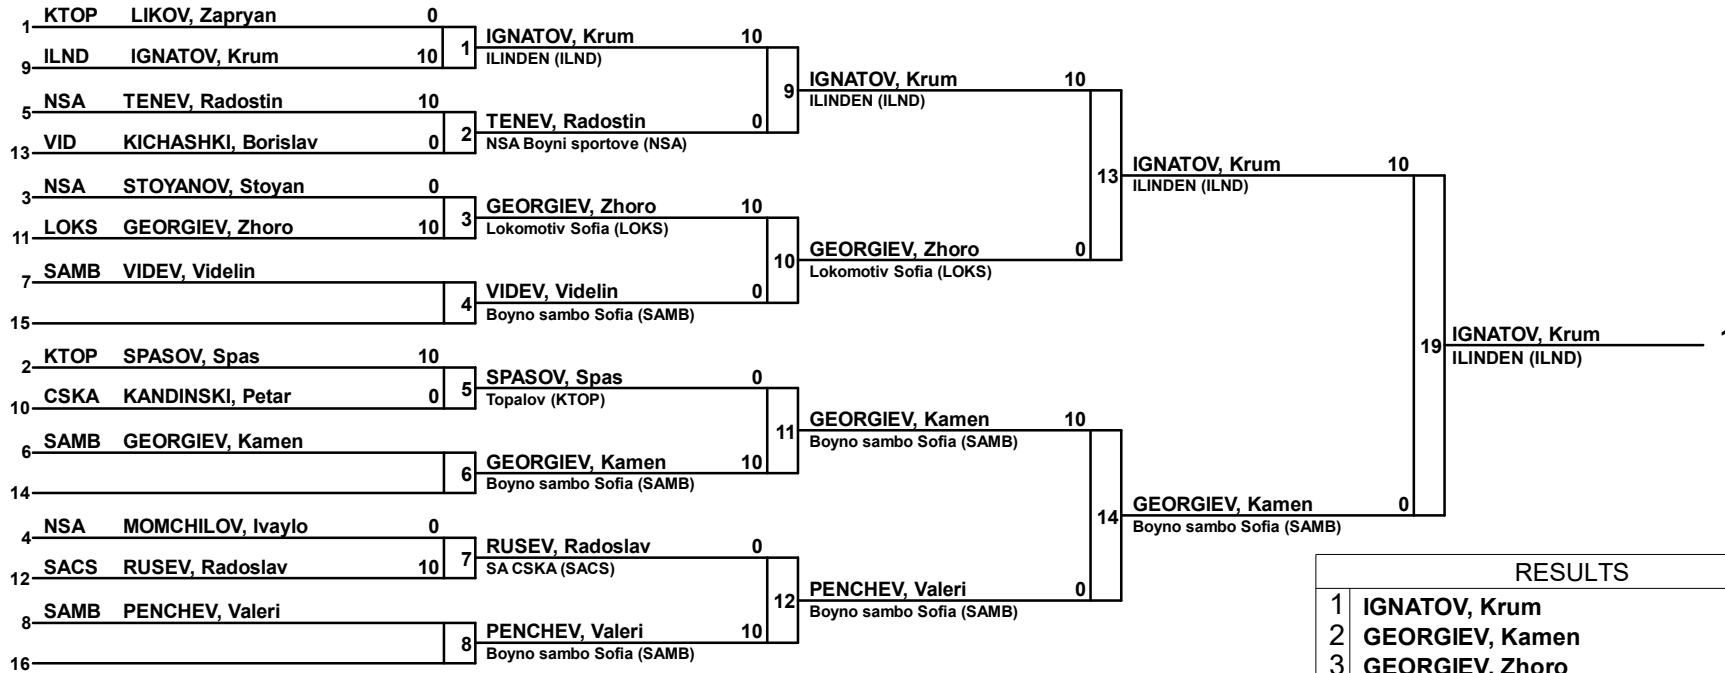 1 KTOP LIKOV, Zapryan 0
9 ILND IGNATOV, Krum 10
1 IGNATOV, Krum 10
ILINDEN (ILND)
5 NSA TENEV, Radostin 10
13 VID KICHASHKI, Borislav 0
2 TENEV, Radostin 0
NSA Boyni sportove (NSA)
3 NSA STOYANOV, Stoyan 0
11 LOKS GEORGIEV, Zhoro 10
3 GEORGIEV, Zhoro 10
Lokomotiv Sofia (LOKS)
7 SAMB VIDEV, Videlin
15
4 VIDEV, Videlin 0
Boyno sambo Sofia (SAMB)
2 KTOP SPASOV, Spas 10
10 CSKA KANDINSKI, Petar 0
5 SPASOV, Spas 0
Topalov (KTOP)
6 SAMB GEORGIEV, Kamen
14
6 GEORGIEV, Kamen 10
Boyno sambo Sofia (SAMB)
4 NSA MOMCHILOV, Ivaylo 0
12 SACS RUSEV, Radoslav 10
7 RUSEV, Radoslav 0
SA CSKA (SACS)
8 SAMB PENCHEV, Valeri
16
8 PENCHEV, Valeri 10
Boyno sambo Sofia (SAMB)
9 IGNATOV, Krum 10
ILINDEN (ILND)
10 GEORGIEV, Zhoro 0
Lokomotiv Sofia (LOKS)
11 GEORGIEV, Kamen 10
Boyno sambo Sofia (SAMB)
12 PENCHEV, Valeri 0
Boyno sambo Sofia (SAMB)
13 IGNATOV, Krum 10
ILINDEN (ILND)
14 GEORGIEV, Kamen 0
Boyno sambo Sofia (SAMB)
19 IGNATOV, Krum
ILINDEN (ILND)
RESULTS
1 IGNATOV, Krum
2 GEORGIEV, Kamen
3 GEORGIEV, Zhoro